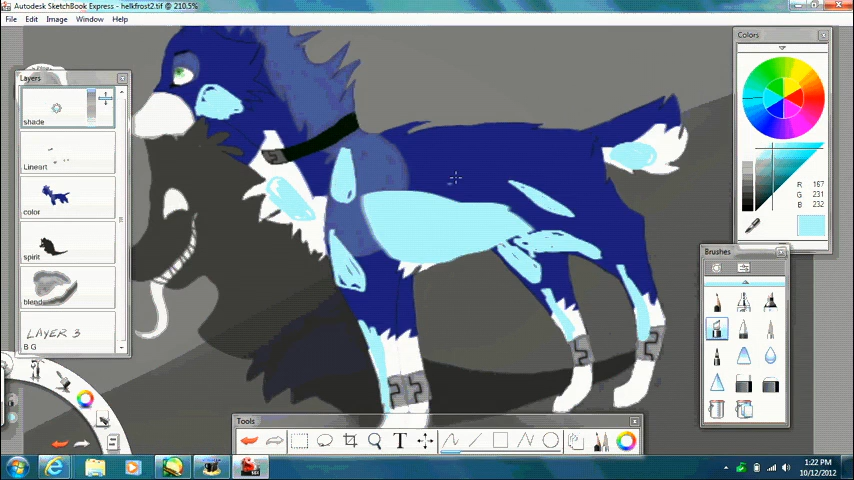 Autodesk SketchBook Express - helkfrost2.tif @ 210.5%
File Edit Image Window Help
Layers
shade
Lineart
color
spirit
blend
LAYER 3
BG
Colors
R 167
G 231
B 232
Brushes
Tools
T
1:22 PM
10/12/2012